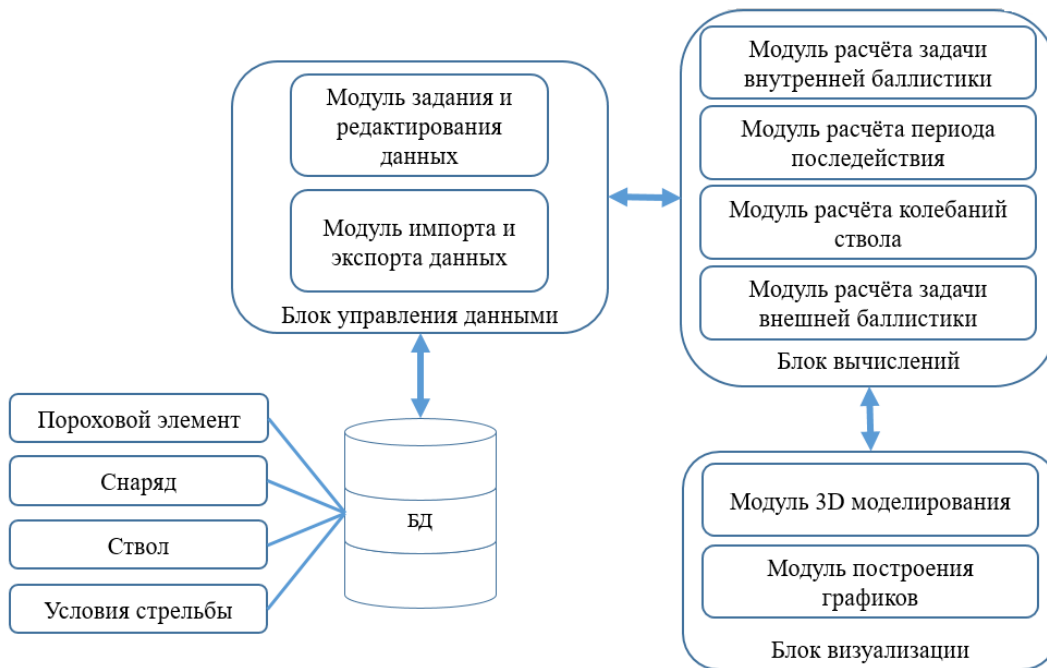 Модуль задания и
редактирования
данных
Модуль импорта и
экспорта данных
Блок управления данными
Модуль расчёта задачи
внутренней баллистики
Модуль расчёта периода
последействия
Модуль расчёта колебаний
ствола
Модуль расчёта задачи
внешней баллистики
Блок вычислений
Пороховой элемент
Снаряд
Ствол
Условия стрельбы
БД
Модуль 3D моделирования
Модуль построения
графиков
Блок визуализации